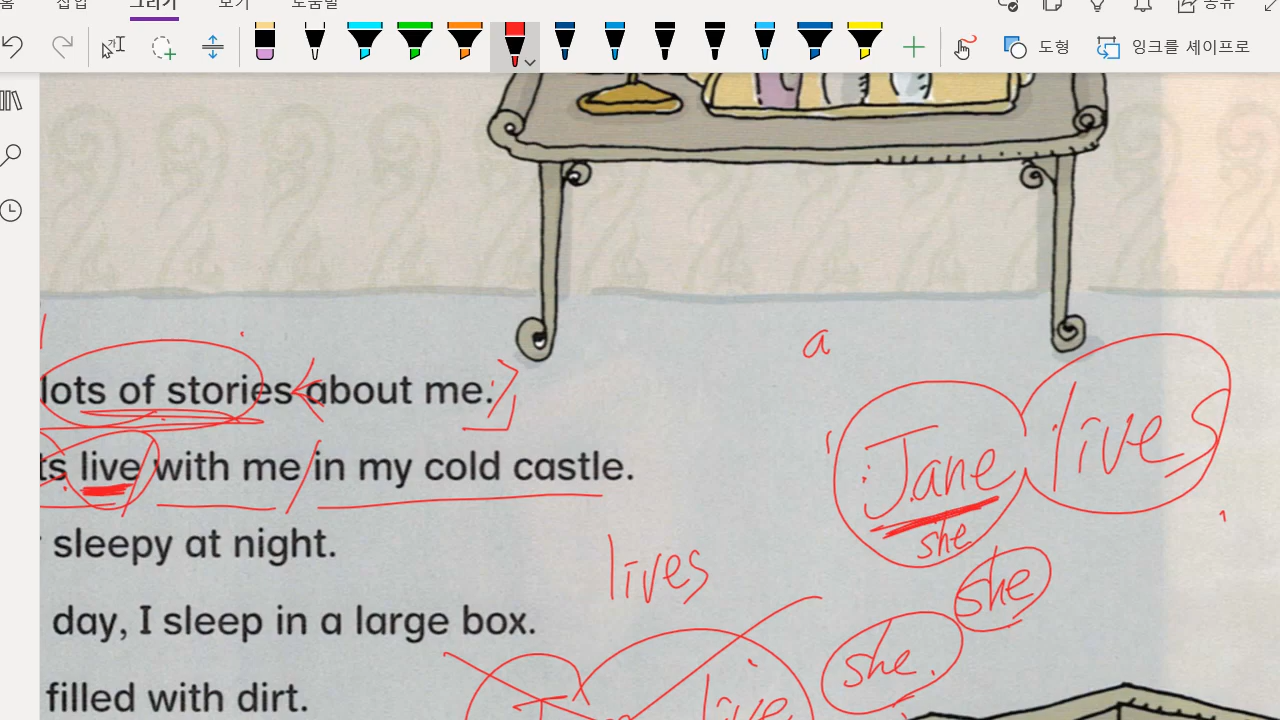 홈 삽입 그리기 보기 도움말 공유
도형 잉크를 셰이프로
a
lots of stories about me.
Jane lives
ts live with me in my cold castle.
she
sleepy at night.
lives
she
day, I sleep in a large box.
she.
live
filled with dirt.